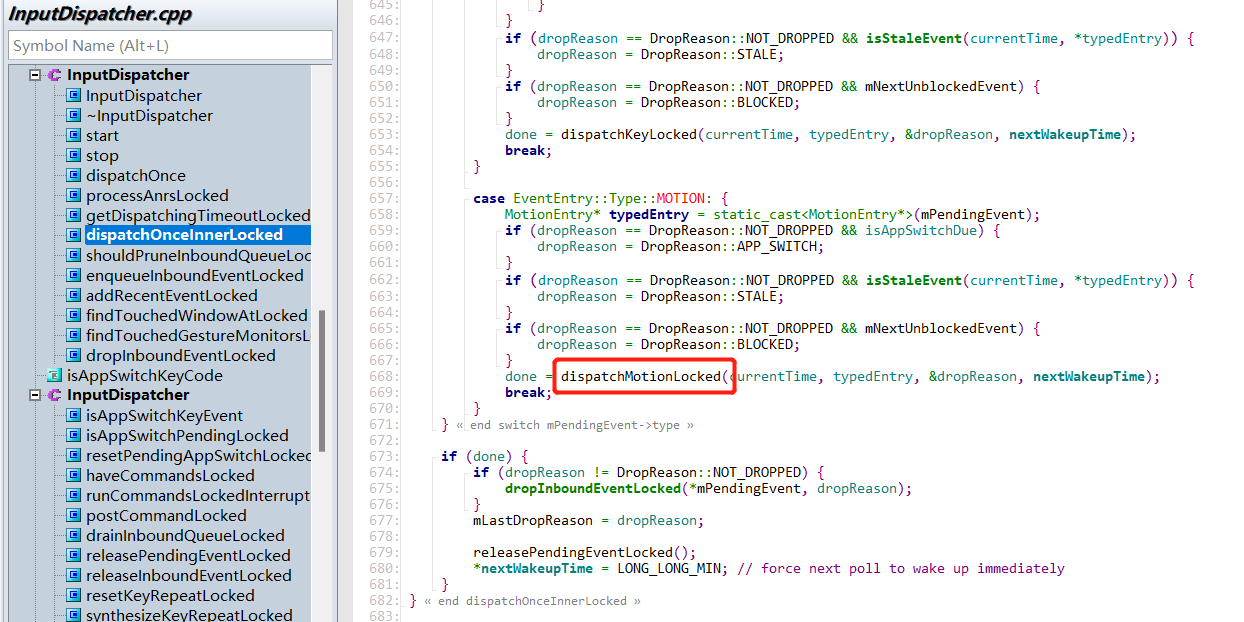 InputDispatcher.cpp
Symbol Name (Alt+L)
InputDispatcher
InputDispatcher
~InputDispatcher
start
stop
dispatchOnce
processAnrsLocked
getDispatchingTimeoutLocked
dispatchOnceInnerLocked
shouldPruneInboundQueueLoc
enqueueInboundEventLocked
addRecentEventLocked
findTouchedWindowAtLocked
findTouchedGestureMonitorsL
dropInboundEventLocked
isAppSwitchKeyCode
InputDispatcher
isAppSwitchKeyEvent
isAppSwitchPendingLocked
resetPendingAppSwitchLocked
haveCommandsLocked
runCommandsLockedInterrupt
postCommandLocked
drainInboundQueueLocked
releasePendingEventLocked
releaseInboundEventLocked
resetKeyRepeatLocked
synthesizeKeyRepeatLocked
645: }
646: }
647: if (dropReason == DropReason::NOT_DROPPED && isStaleEvent(currentTime, *typedEntry)) {
648: dropReason = DropReason::STALE;
649: }
650: if (dropReason == DropReason::NOT_DROPPED && mNextUnblockedEvent) {
651: dropReason = DropReason::BLOCKED;
652: }
653: done = dispatchKeyLocked(currentTime, typedEntry, &dropReason, nextWakeupTime);
654: break;
655: }
656:
657: case EventEntry::Type::MOTION: {
658: MotionEntry* typedEntry = static_cast<MotionEntry*>(mPendingEvent);
659: if (dropReason == DropReason::NOT_DROPPED && isAppSwitchDue) {
660: dropReason = DropReason::APP_SWITCH;
661: }
662: if (dropReason == DropReason::NOT_DROPPED && isStaleEvent(currentTime, *typedEntry)) {
663: dropReason = DropReason::STALE;
664: }
665: if (dropReason == DropReason::NOT_DROPPED && mNextUnblockedEvent) {
666: dropReason = DropReason::BLOCKED;
667: }
668: done = dispatchMotionLocked(currentTime, typedEntry, &dropReason, nextWakeupTime);
669: break;
670: }
671: } « end switch mPendingEvent->type »
672:
673: if (done) {
674: if (dropReason != DropReason::NOT_DROPPED) {
675: dropInboundEventLocked(*mPendingEvent, dropReason);
676: }
677: mLastDropReason = dropReason;
678:
679: releasePendingEventLocked();
680: *nextWakeupTime = LONG_LONG_MIN; // force next poll to wake up immediately
681: }
682: } « end dispatchOnceInnerLocked »
683: